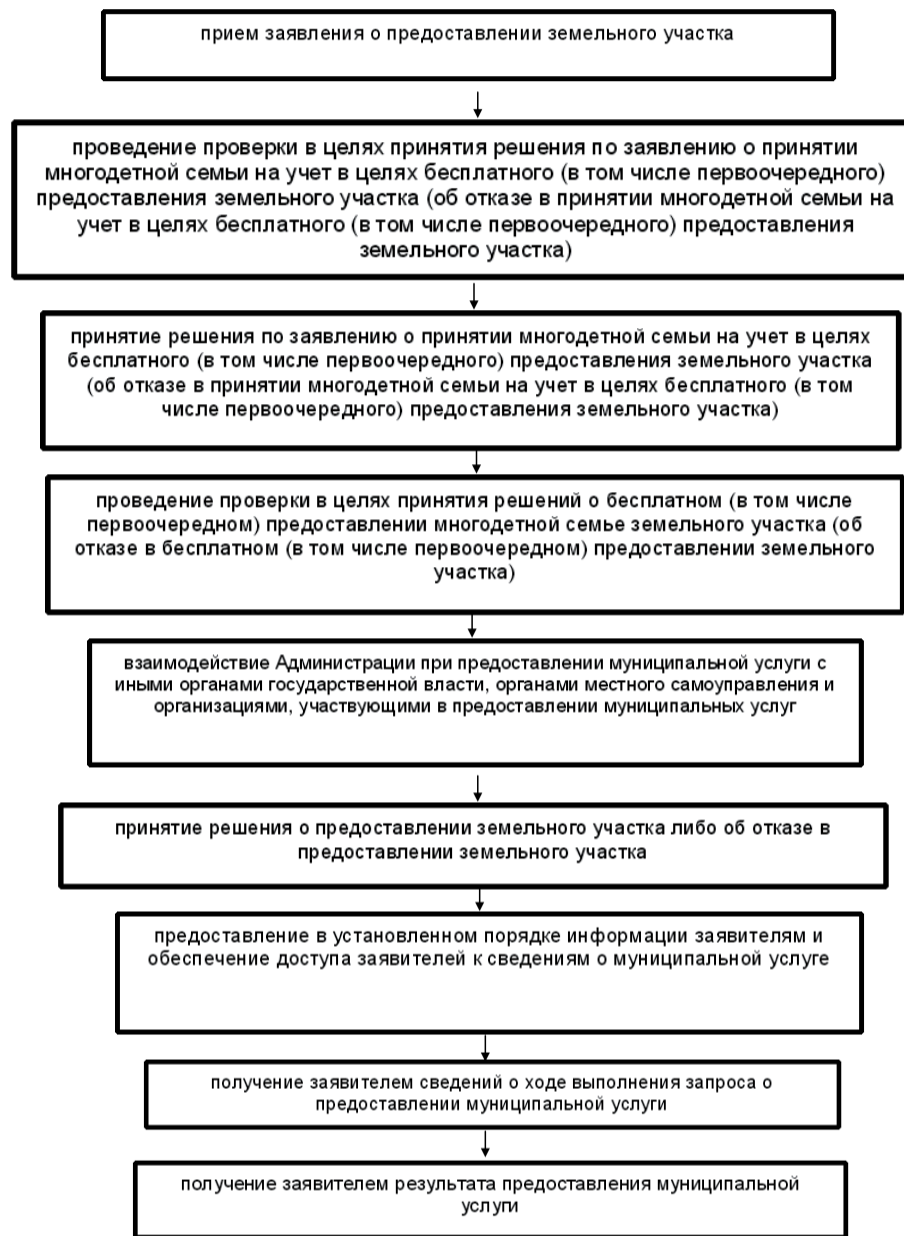 прием заявления о предоставлении земельного участка
проведение проверки в целях принятия решения по заявлению о принятии
многодетной семьи на учет в целях бесплатного (в том числе первоочередного)
предоставления земельного участка (об отказе в принятии многодетной семьи на
учет в целях бесплатного (в том числе первоочередного) предоставления
земельного участка)
принятие решения по заявлению о принятии многодетной семьи на учет в целях
бесплатного (в том числе первоочередного) предоставления земельного участка
(об отказе в принятии многодетной семьи на учет в целях бесплатного (в том
числе первоочередного) предоставления земельного участка)
проведение проверки в целях принятия решений о бесплатном (в том числе
первоочередном) предоставлении многодетной семье земельного участка (об
отказе в бесплатном (в том числе первоочередном) предоставлении земельного
участка)
взаимодействие Администрации при предоставлении муниципальной услуги с
иными органами государственной власти, органами местного самоуправления и
организациями, участвующими в предоставлении муниципальных услуг
принятие решения о предоставлении земельного участка либо об отказе в
предоставлении земельного участка
предоставление в установленном порядке информации заявителям и
обеспечение доступа заявителей к сведениям о муниципальной услуге
получение заявителем сведений о ходе выполнения запроса о
предоставлении муниципальной услуги
получение заявителем результата предоставления муниципальной
услуги